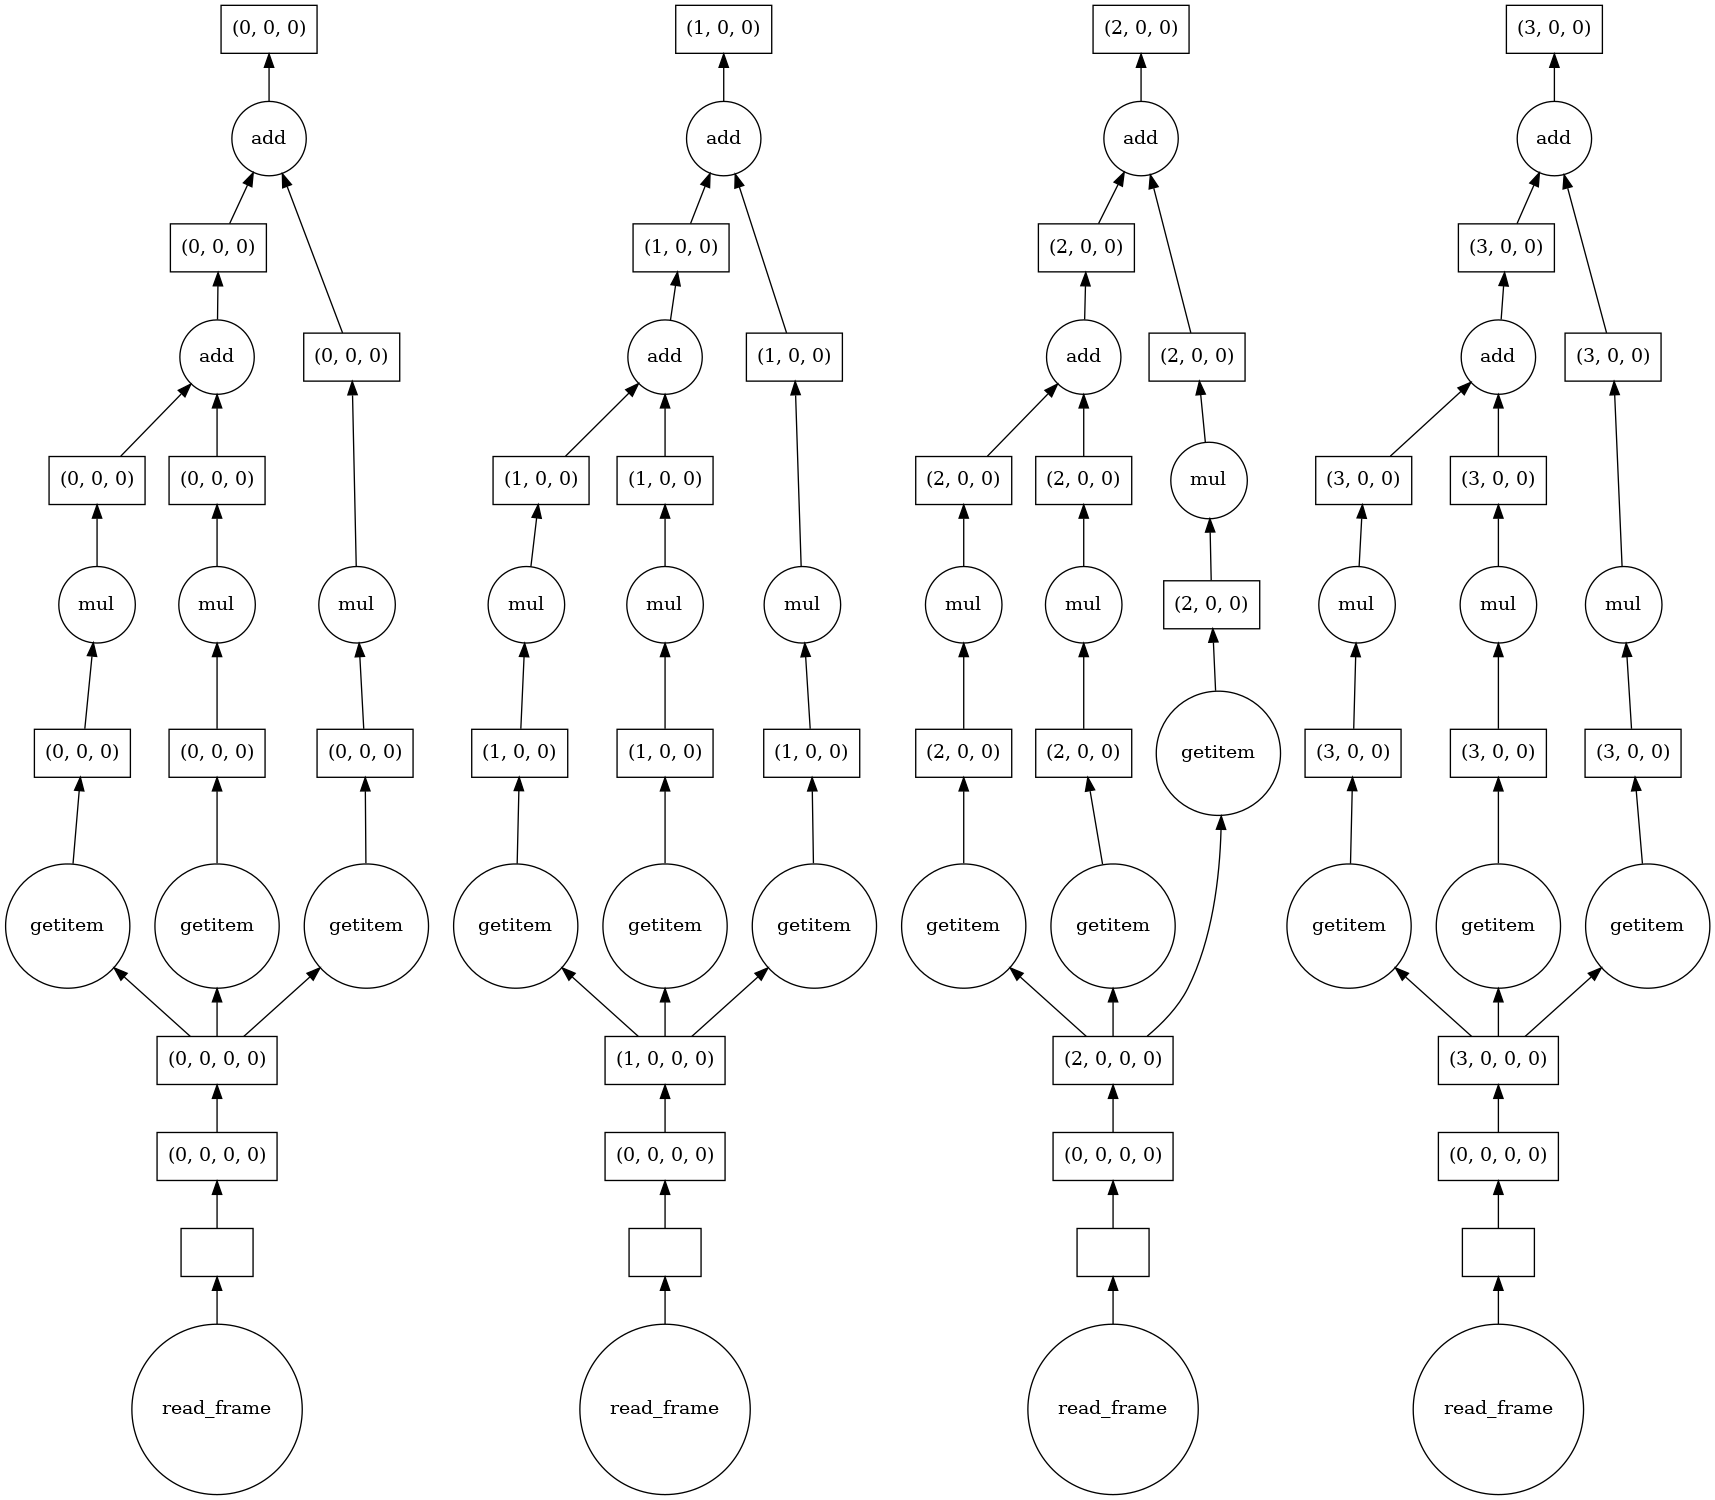 (0, 0, 0) (1, 0, 0) (2, 0, 0) (3, 0, 0)
add add add add
(0, 0, 0) (1, 0, 0) (2, 0, 0) (3, 0, 0)
add (0, 0, 0) add (1, 0, 0) add (2, 0, 0) add (3, 0, 0)
(0, 0, 0) (0, 0, 0) (1, 0, 0) (1, 0, 0) (2, 0, 0) (2, 0, 0) mul (3, 0, 0) (3, 0, 0)
mul mul mul mul mul mul mul mul (2, 0, 0) mul mul mul
(0, 0, 0) (0, 0, 0) (0, 0, 0) (1, 0, 0) (1, 0, 0) (1, 0, 0) (2, 0, 0) (2, 0, 0) getitem (3, 0, 0) (3, 0, 0) (3, 0, 0)
getitem getitem getitem getitem getitem getitem getitem getitem getitem getitem getitem
(0, 0, 0, 0) (1, 0, 0, 0) (2, 0, 0, 0) (3, 0, 0, 0)
(0, 0, 0, 0) (0, 0, 0, 0) (0, 0, 0, 0) (0, 0, 0, 0)
read_frame read_frame read_frame read_frame